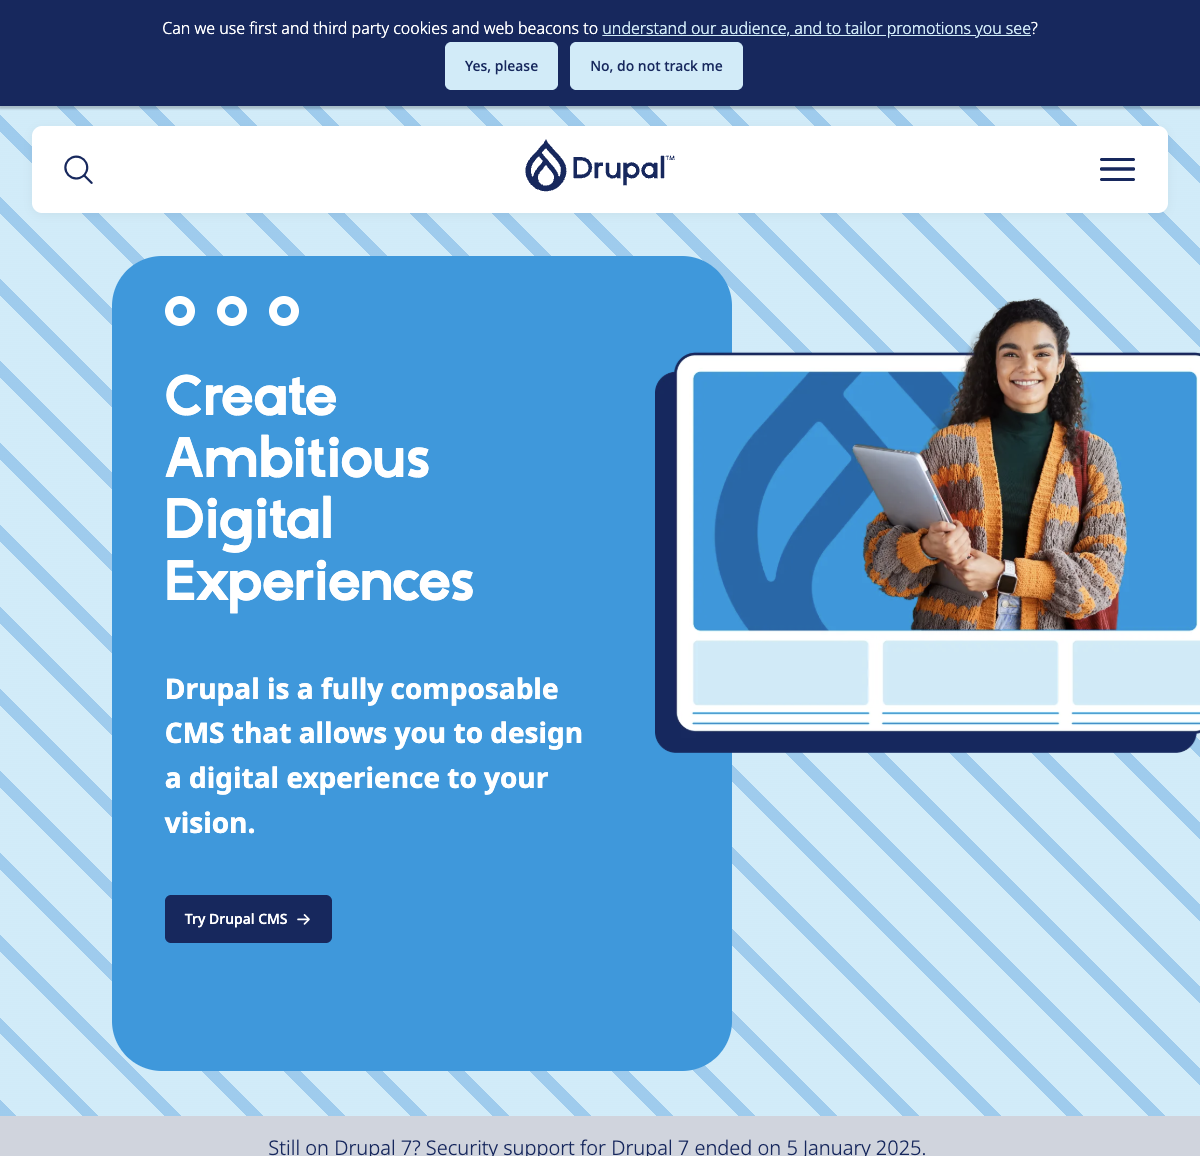 Can we use first and third party cookies and web beacons to understand our audience, and to tailor promotions you see?
Yes, please
No, do not track me
Drupal™
Create
Ambitious
Digital
Experiences
Drupal is a fully composable
CMS that allows you to design
a digital experience to your
vision.
Try Drupal CMS →
Still on Drupal 7? Security support for Drupal 7 ended on 5 January 2025.